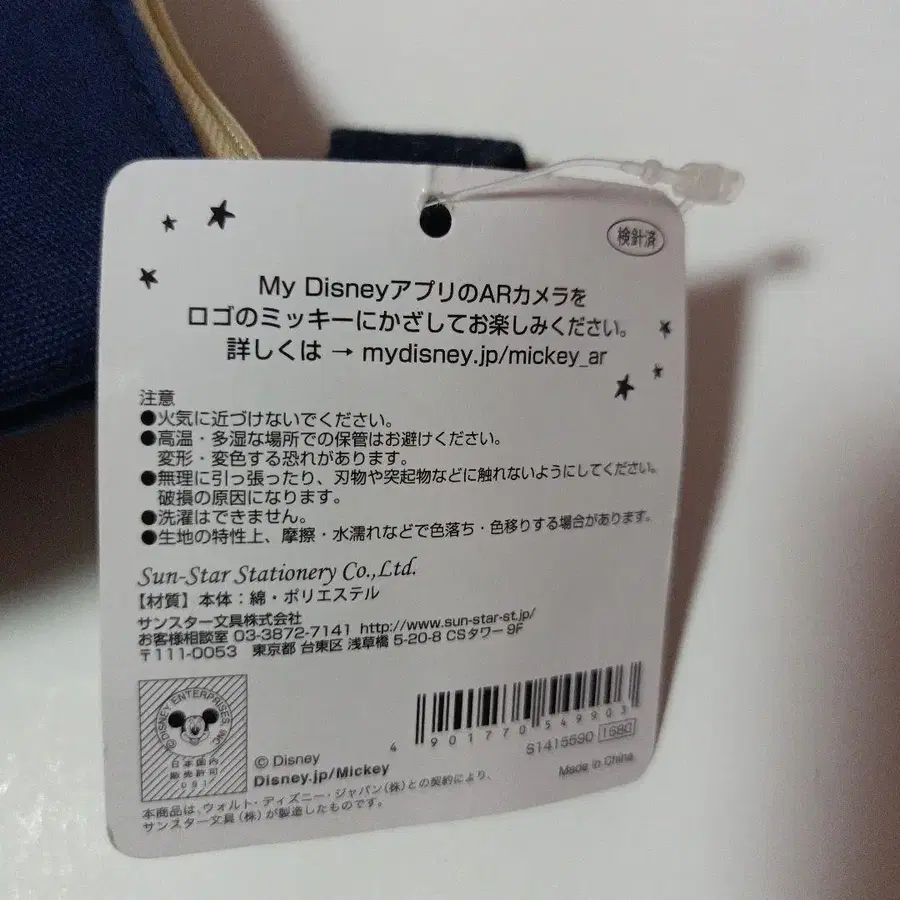 検針済
My DisneyアプリのARカメラを
ロゴのミッキーにかざしてお楽しみください。
詳しくは → mydisney.jp/mickey_ar
注意
●火気に近づけないでください。
●高温・多湿な場所での保管はお避けください。
変形・変色する恐れがあります。
●無理に引っ張ったり、刃物や突起物などに触れないようにしてください。
破損の原因になります。
●洗濯はできません。
●生地の特性上、摩擦・水濡れなどで色落ち・色移りする場合があります。
Sun-Star Stationery Co.,Ltd.
【材質】本体：綿・ポリエステル
サンスター文具株式会社
お客様相談室 03-3872-7141 http://www.sun-star-st.jp/
〒111-0053 東京都 台東区 浅草橋 5-20-8 CSタワー 9F
©DISNEY ENTERPRISES, INC.
日本国内
販売許可
© Disney
Disney.jp/Mickey
4 901770 549903
S1415590 1680
Made in China
本商品は、ウォルト・ディズニー・ジャパン(株)との契約により、
サンスター文具(株)が製造したものです。